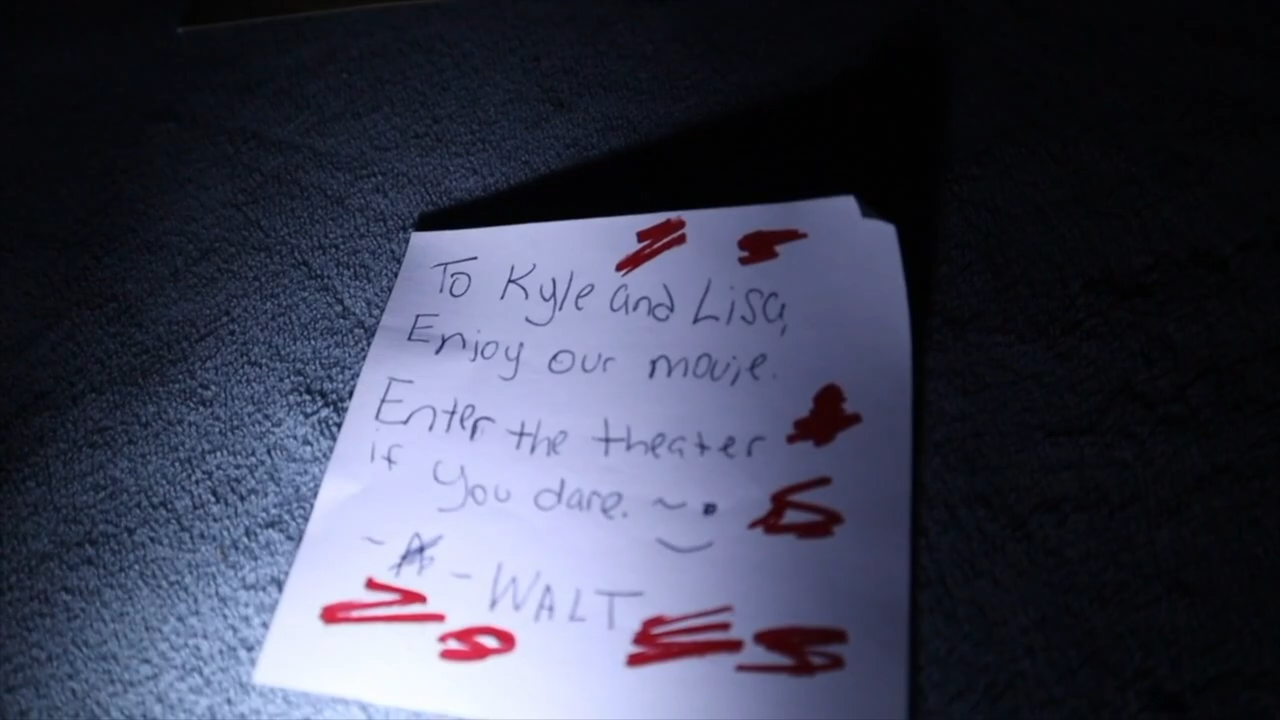 To Kyle and Lisa,
Enjoy our movie.
Enter the theater
if you dare.
- WALT